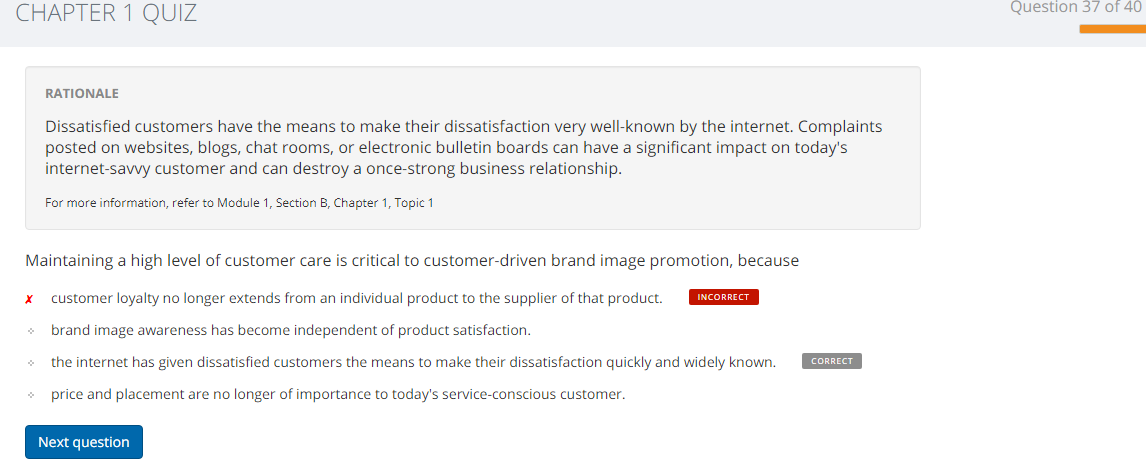 CHAPTER 1 QUIZ
Question 37 of 40
RATIONALE
Dissatisfied customers have the means to make their dissatisfaction very well-known by the internet. Complaints
posted on websites, blogs, chat rooms, or electronic bulletin boards can have a significant impact on today's
internet-savvy customer and can destroy a once-strong business relationship.
For more information, refer to Module 1, Section B, Chapter 1, Topic 1
Maintaining a high level of customer care is critical to customer-driven brand image promotion, because
✗ customer loyalty no longer extends from an individual product to the supplier of that product. INCORRECT
brand image awareness has become independent of product satisfaction.
the internet has given dissatisfied customers the means to make their dissatisfaction quickly and widely known. CORRECT
price and placement are no longer of importance to today's service-conscious customer.
Next question